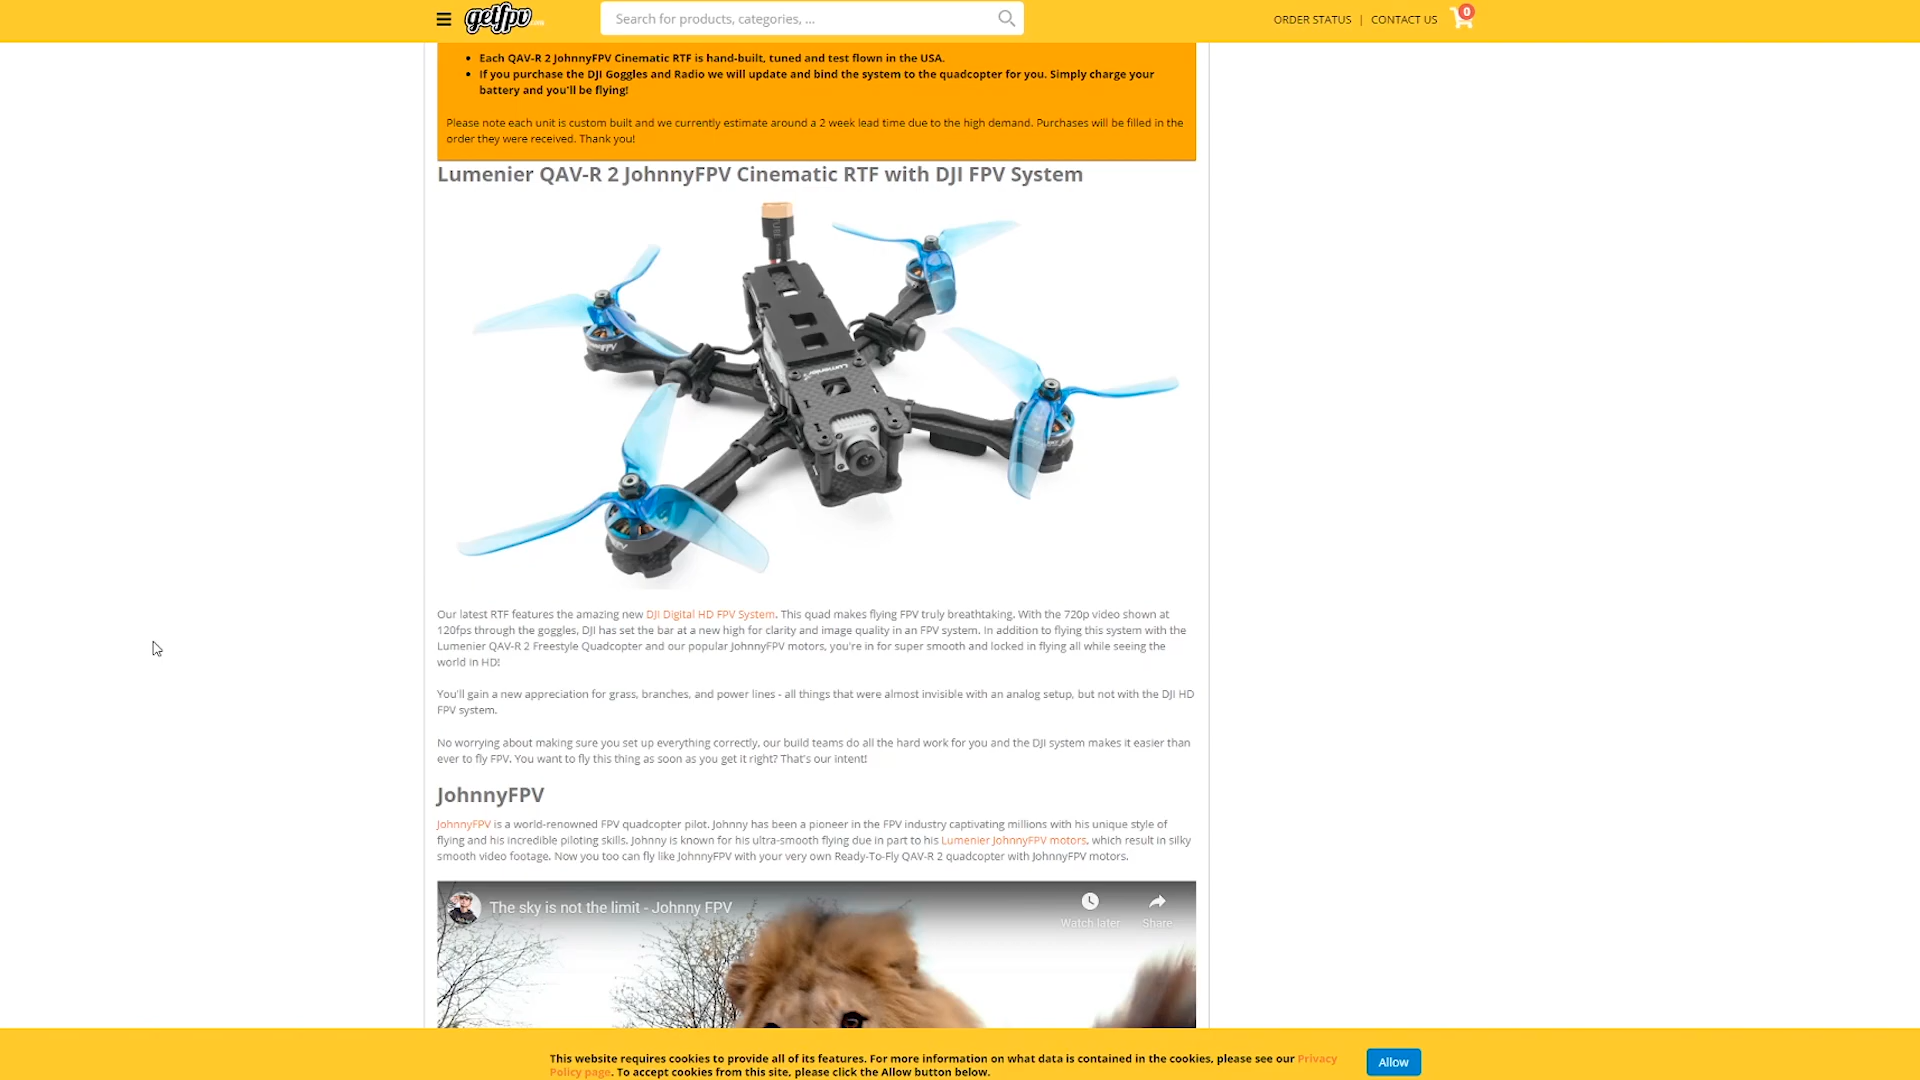 getfpv
Search for products, categories, ...
ORDER STATUS | CONTACT US
0
Each QAV-R 2 JohnnyFPV Cinematic RTF is hand-built, tuned and test flown in the USA.
If you purchase the DJI Goggles and Radio we will update and bind the system to the quadcopter for you. Simply charge your
battery and you'll be flying!
Please note each unit is custom built and we currently estimate around a 2 week lead time due to the high demand. Purchases will be filled in the
order they were received. Thank you!
Lumenier QAV-R 2 JohnnyFPV Cinematic RTF with DJI FPV System
Lumenier
Our latest RTF features the amazing new DJI Digital HD FPV System. This quad makes flying FPV truly breathtaking. With the 720p video shown at
120fps through the goggles, DJI has set the bar at a new high for clarity and image quality in an FPV system. In addition to flying this system with the
Lumenier QAV-R 2 Freestyle Quadcopter and our popular JohnnyFPV motors, you're in for super smooth and locked in flying all while seeing the
world in HD!
You'll gain a new appreciation for grass, branches, and power lines - all things that were almost invisible with an analog setup, but not with the DJI HD
FPV system.
No worrying about making sure you set up everything correctly, our build teams do all the hard work for you and the DJI system makes it easier than
ever to fly FPV. You want to fly this thing as soon as you get it right? That's our intent!
JohnnyFPV
JohnnyFPV is a world-renowned FPV quadcopter pilot. Johnny has been a pioneer in the FPV industry captivating millions with his unique style of
flying and his incredible piloting skills. Johnny is known for his ultra-smooth flying due in part to his Lumenier JohnnyFPV motors, which result in silky
smooth video footage. Now you too can fly like JohnnyFPV with your very own Ready-To-Fly QAV-R 2 quadcopter with JohnnyFPV motors.
The sky is not the limit - Johnny FPV
Watch later
Share
This website requires cookies to provide all of its features. For more information on what data is contained in the cookies, please see our Privacy
Policy page. To accept cookies from this site, please click the Allow button below.
Allow